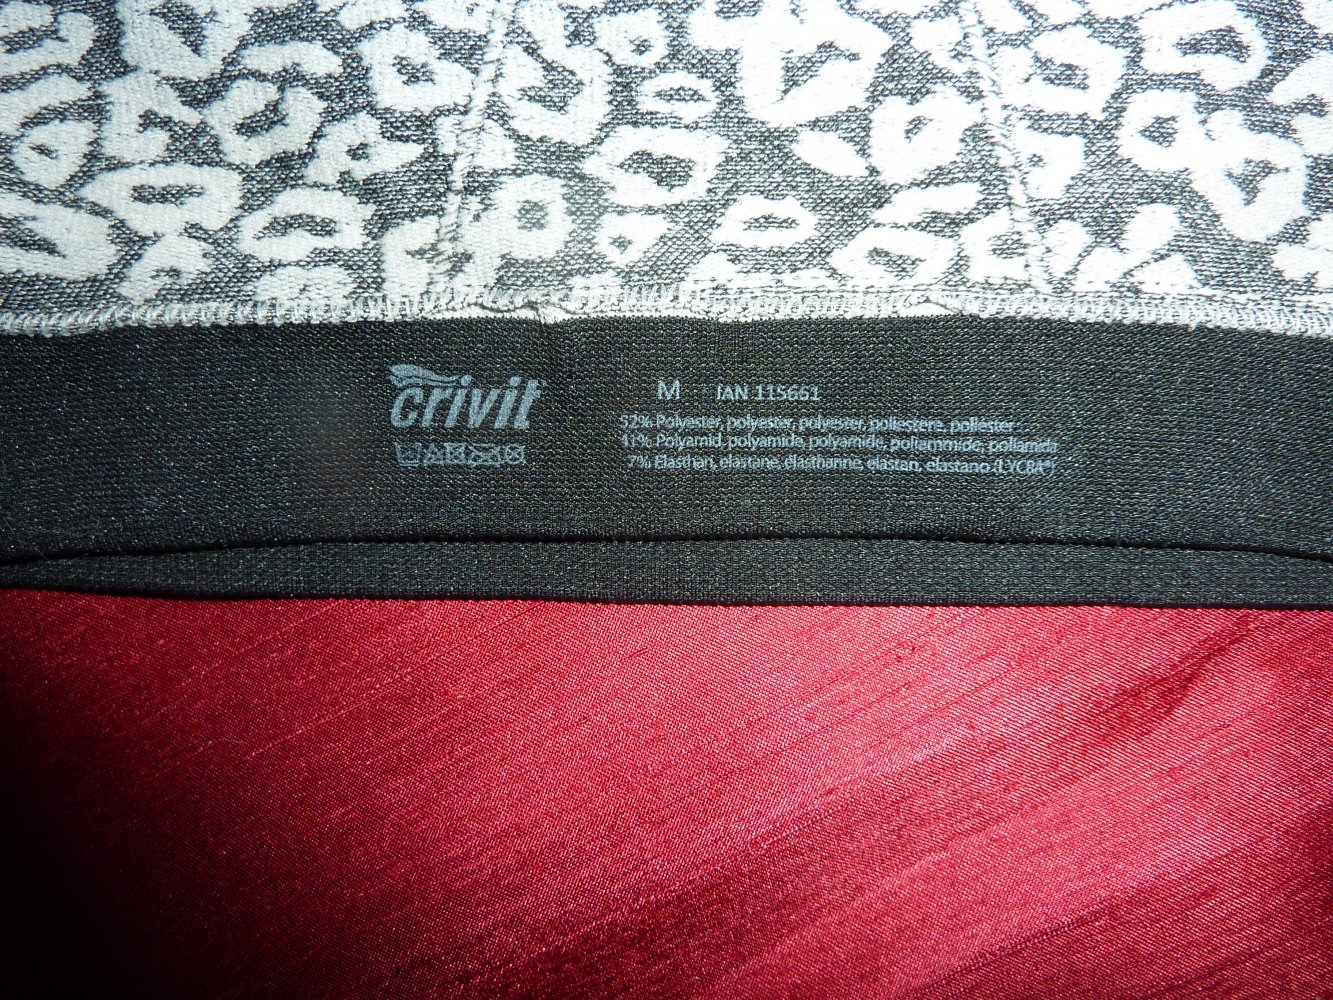 crivit
M IAN 115661
52% Polyester, polyester, polyester, poliestere, poliéster
41% Polyamid, polyamide, polyamide, poliammide, poliamida
7% Elasthan, elastane, élasthanne, elastan, elastano (LYCRA®)